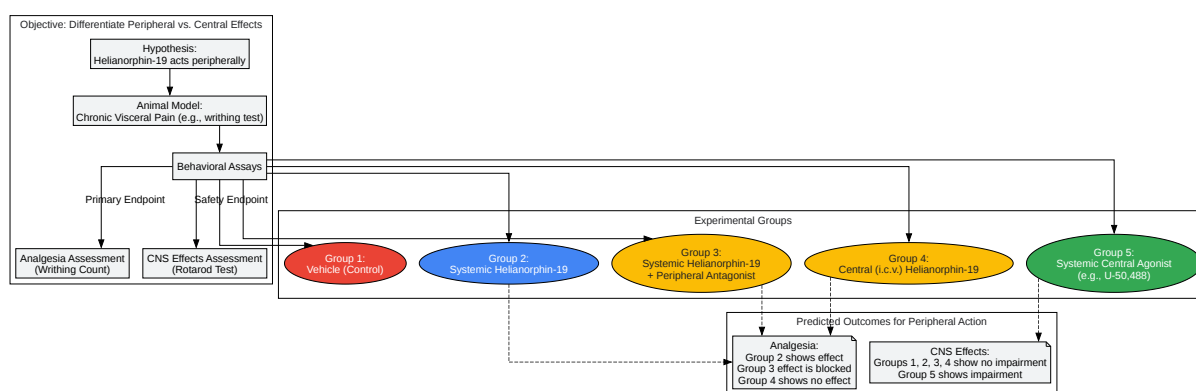 Objective: Differentiate Peripheral vs. Central Effects
Hypothesis:
Helianorphin-19 acts peripherally
Animal Model:
Chronic Visceral Pain (e.g., writhing test)
Behavioral Assays
Primary Endpoint
Safety Endpoint
Analgesia Assessment
(Writhing Count)
CNS Effects Assessment
(Rotarod Test)
Experimental Groups
Group 1:
Vehicle (Control)
Group 2:
Systemic Helianorphin-19
Group 3:
Systemic Helianorphin-19
+ Peripheral Antagonist
Group 4:
Central (i.c.v.) Helianorphin-19
Group 5:
Systemic Central Agonist
(e.g., U-50,488)
Predicted Outcomes for Peripheral Action
Analgesia:
Group 2 shows effect
Group 3 effect is blocked
Group 4 shows no effect
CNS Effects:
Groups 1, 2, 3, 4 show no impairment
Group 5 shows impairment